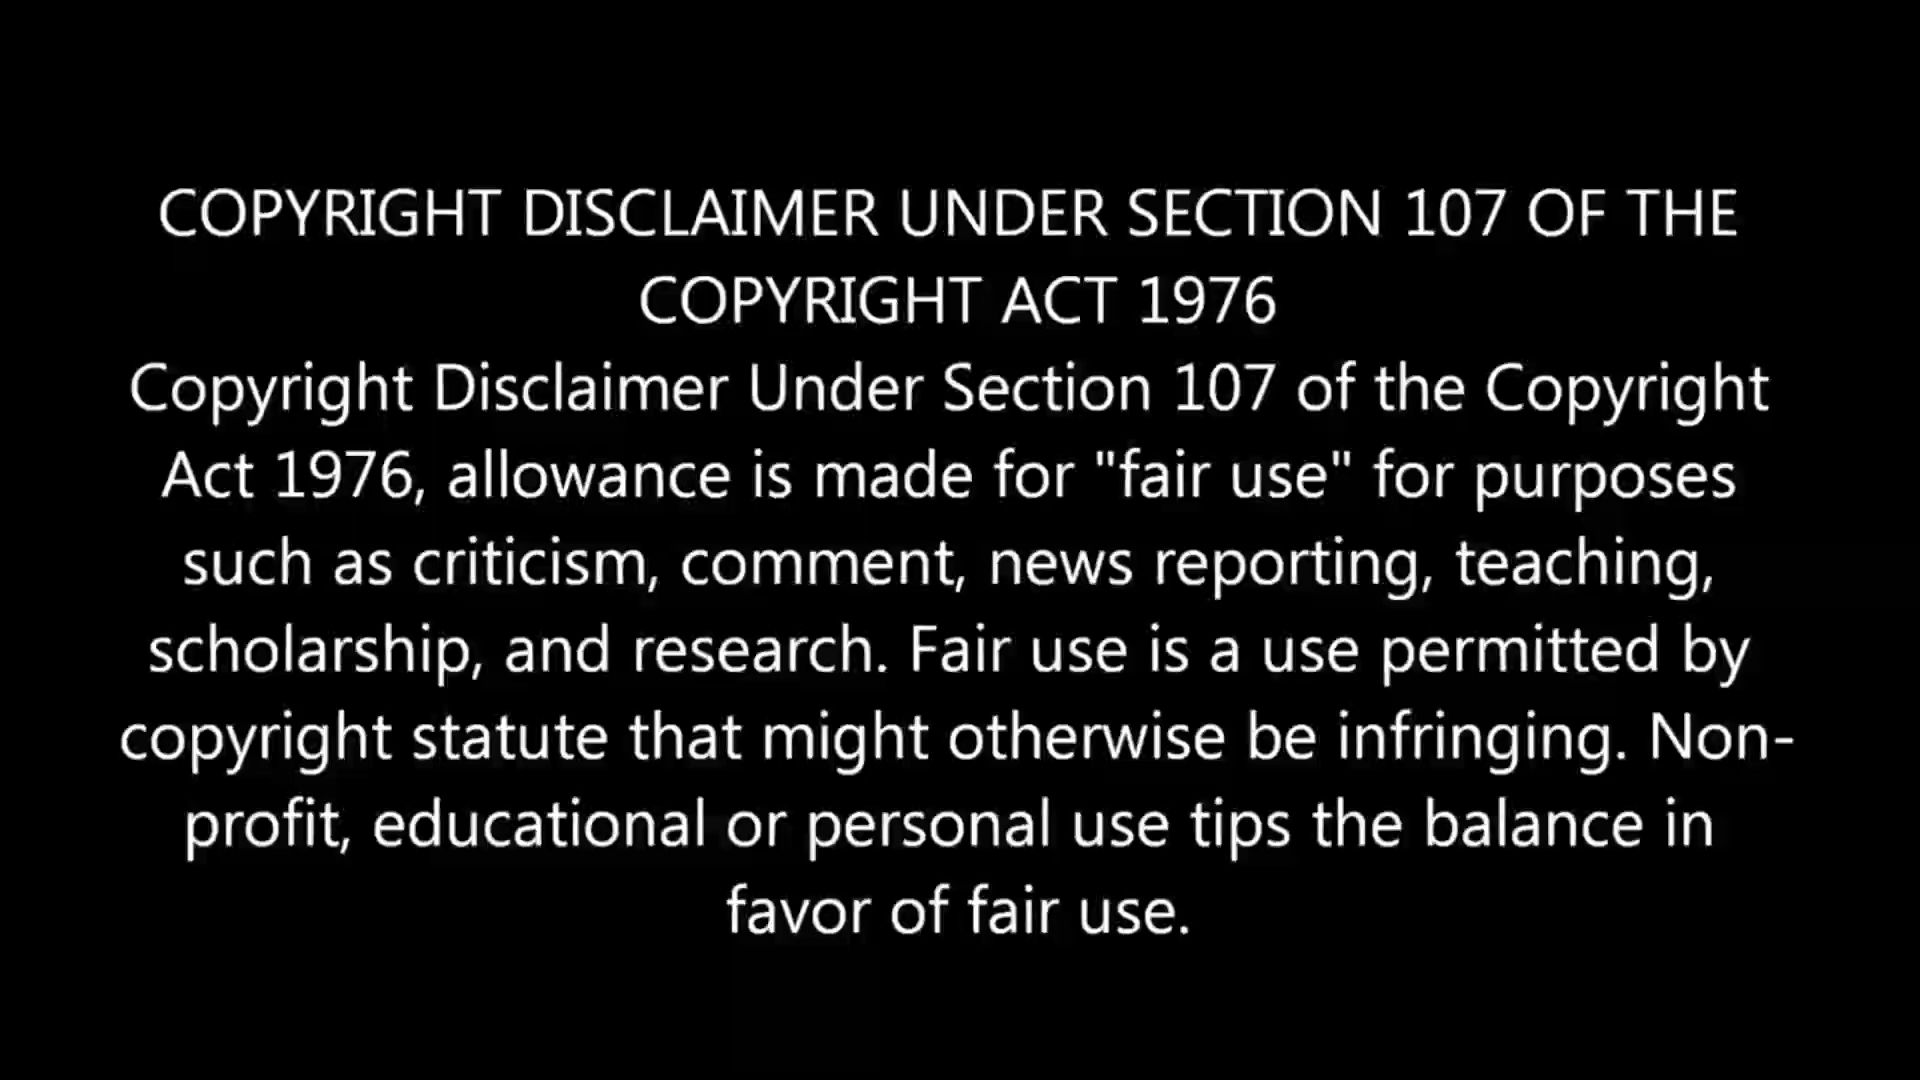 COPYRIGHT DISCLAIMER UNDER SECTION 107 OF THE
COPYRIGHT ACT 1976
Copyright Disclaimer Under Section 107 of the Copyright
Act 1976, allowance is made for "fair use" for purposes
such as criticism, comment, news reporting, teaching,
scholarship, and research. Fair use is a use permitted by
copyright statute that might otherwise be infringing. Non-
profit, educational or personal use tips the balance in
favor of fair use.